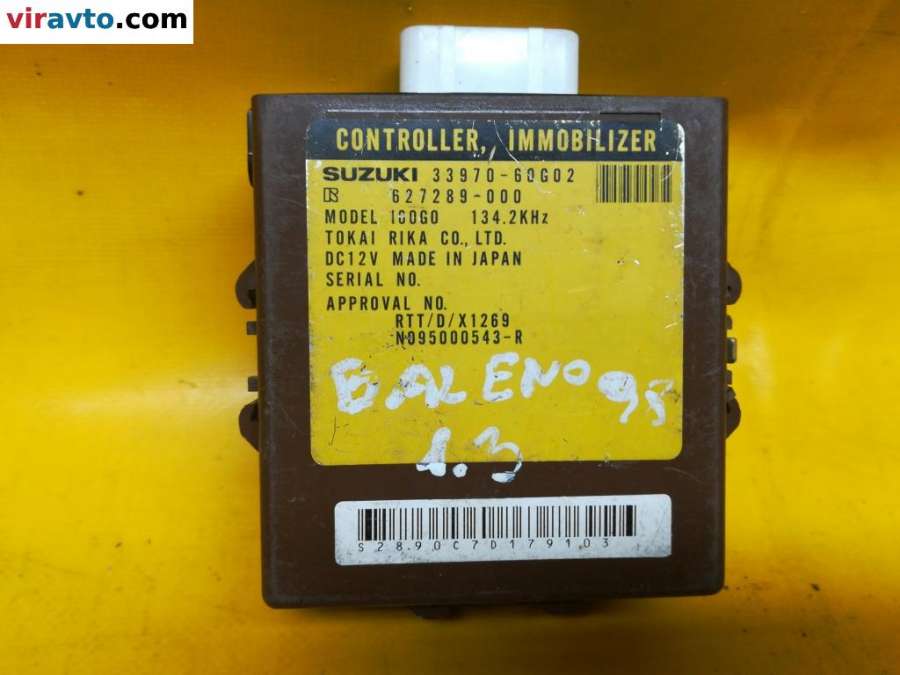 viravto.com
CONTROLLER, IMMOBILIZER
SUZUKI 33970-60G02
R 627289-000
MODEL 100G0 134.2KHz
TOKAI RIKA CO., LTD.
DC12V MADE IN JAPAN
SERIAL NO.
APPROVAL NO.
RTT/D/X1269
N095000543-R
BALENO 98
1.3
S2890C7D179103